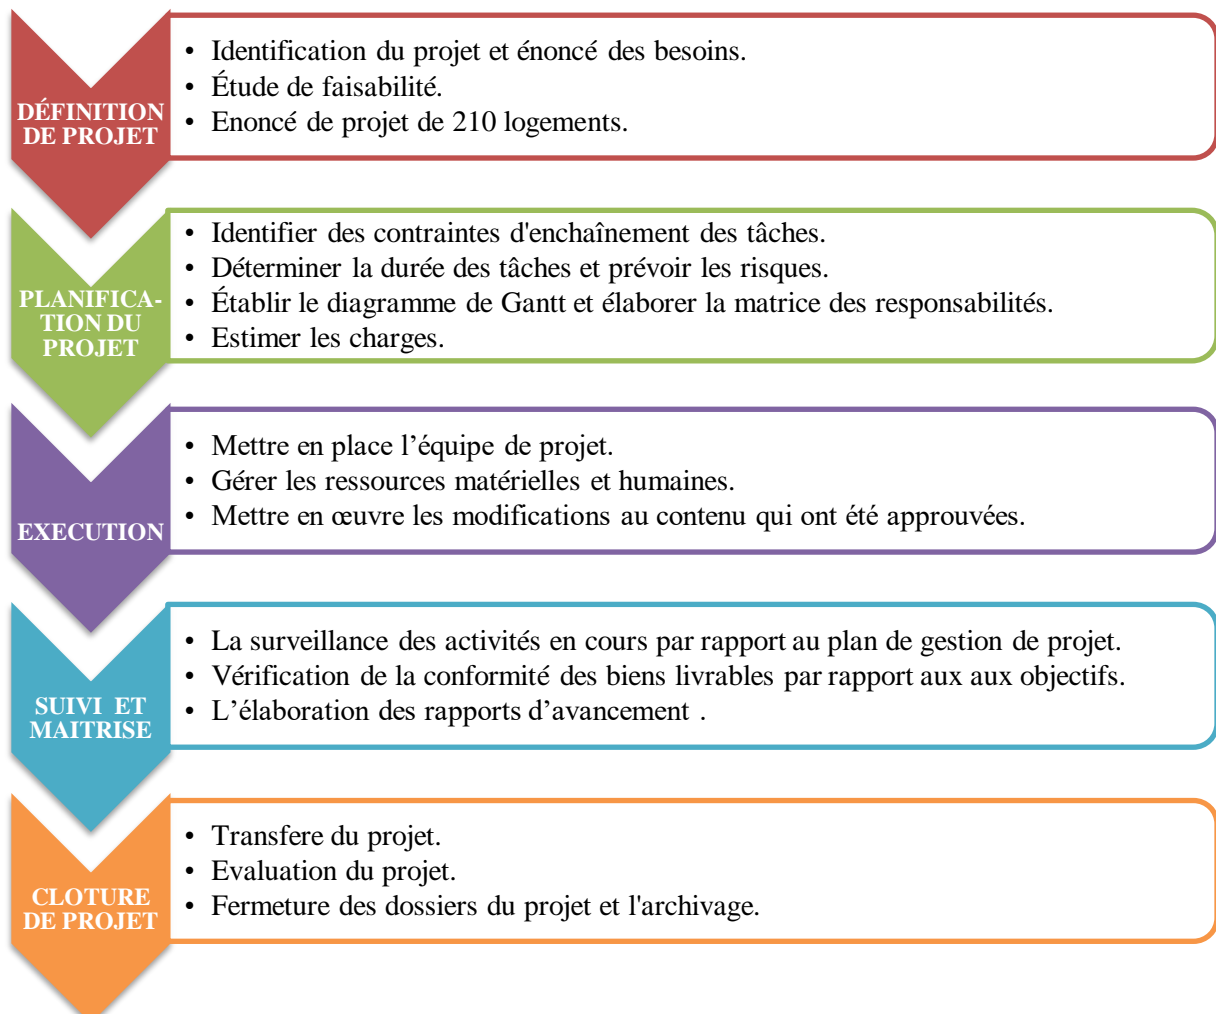 DÉFINITION
DE PROJET
• Identification du projet et énoncé des besoins.
• Étude de faisabilité.
• Enoncé de projet de 210 logements.
PLANIFICA-
TION DU
PROJET
• Identifier des contraintes d'enchaînement des tâches.
• Déterminer la durée des tâches et prévoir les risques.
• Établir le diagramme de Gantt et élaborer la matrice des responsabilités.
• Estimer les charges.
EXECUTION
• Mettre en place l’équipe de projet.
• Gérer les ressources matérielles et humaines.
• Mettre en œuvre les modifications au contenu qui ont été approuvées.
SUIVI ET
MAITRISE
• La surveillance des activités en cours par rapport au plan de gestion de projet.
• Vérification de la conformité des biens livrables par rapport aux aux objectifs.
• L’élaboration des rapports d’avancement .
CLOTURE
DE PROJET
• Transfere du projet.
• Evaluation du projet.
• Fermeture des dossiers du projet et l'archivage.